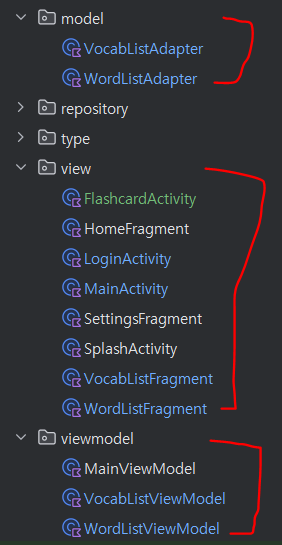 model
VocabListAdapter
WordListAdapter
repository
type
view
FlashcardActivity
HomeFragment
LoginActivity
MainActivity
SettingsFragment
SplashActivity
VocabListFragment
WordListFragment
viewmodel
MainViewModel
VocabListViewModel
WordListViewModel